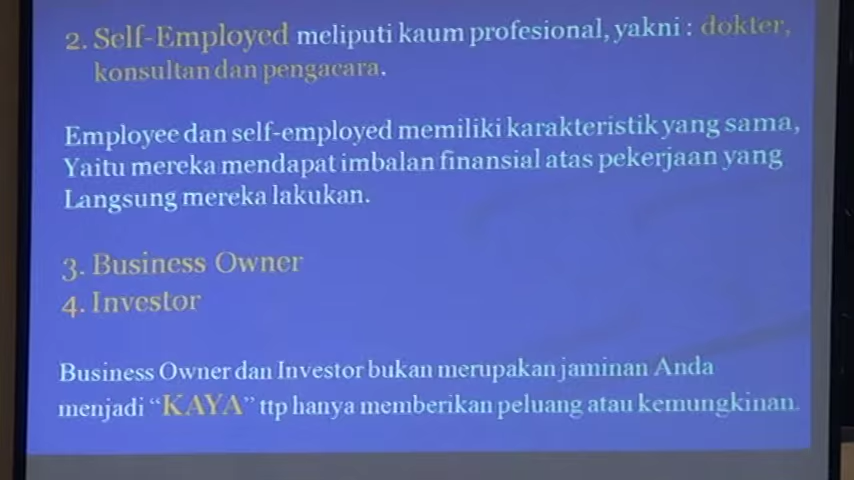 2. Self-Employed meliputi kaum profesional, yakni : dokter,
konsultan dan pengacara.
Employee dan self-employed memiliki karakteristik yang sama,
Yaitu mereka mendapat imbalan finansial atas pekerjaan yang
Langsung mereka lakukan.
3. Business Owner
4. Investor
Business Owner dan Investor bukan merupakan jaminan Anda
menjadi “KAYA” ttp hanya memberikan peluang atau kemungkinan.